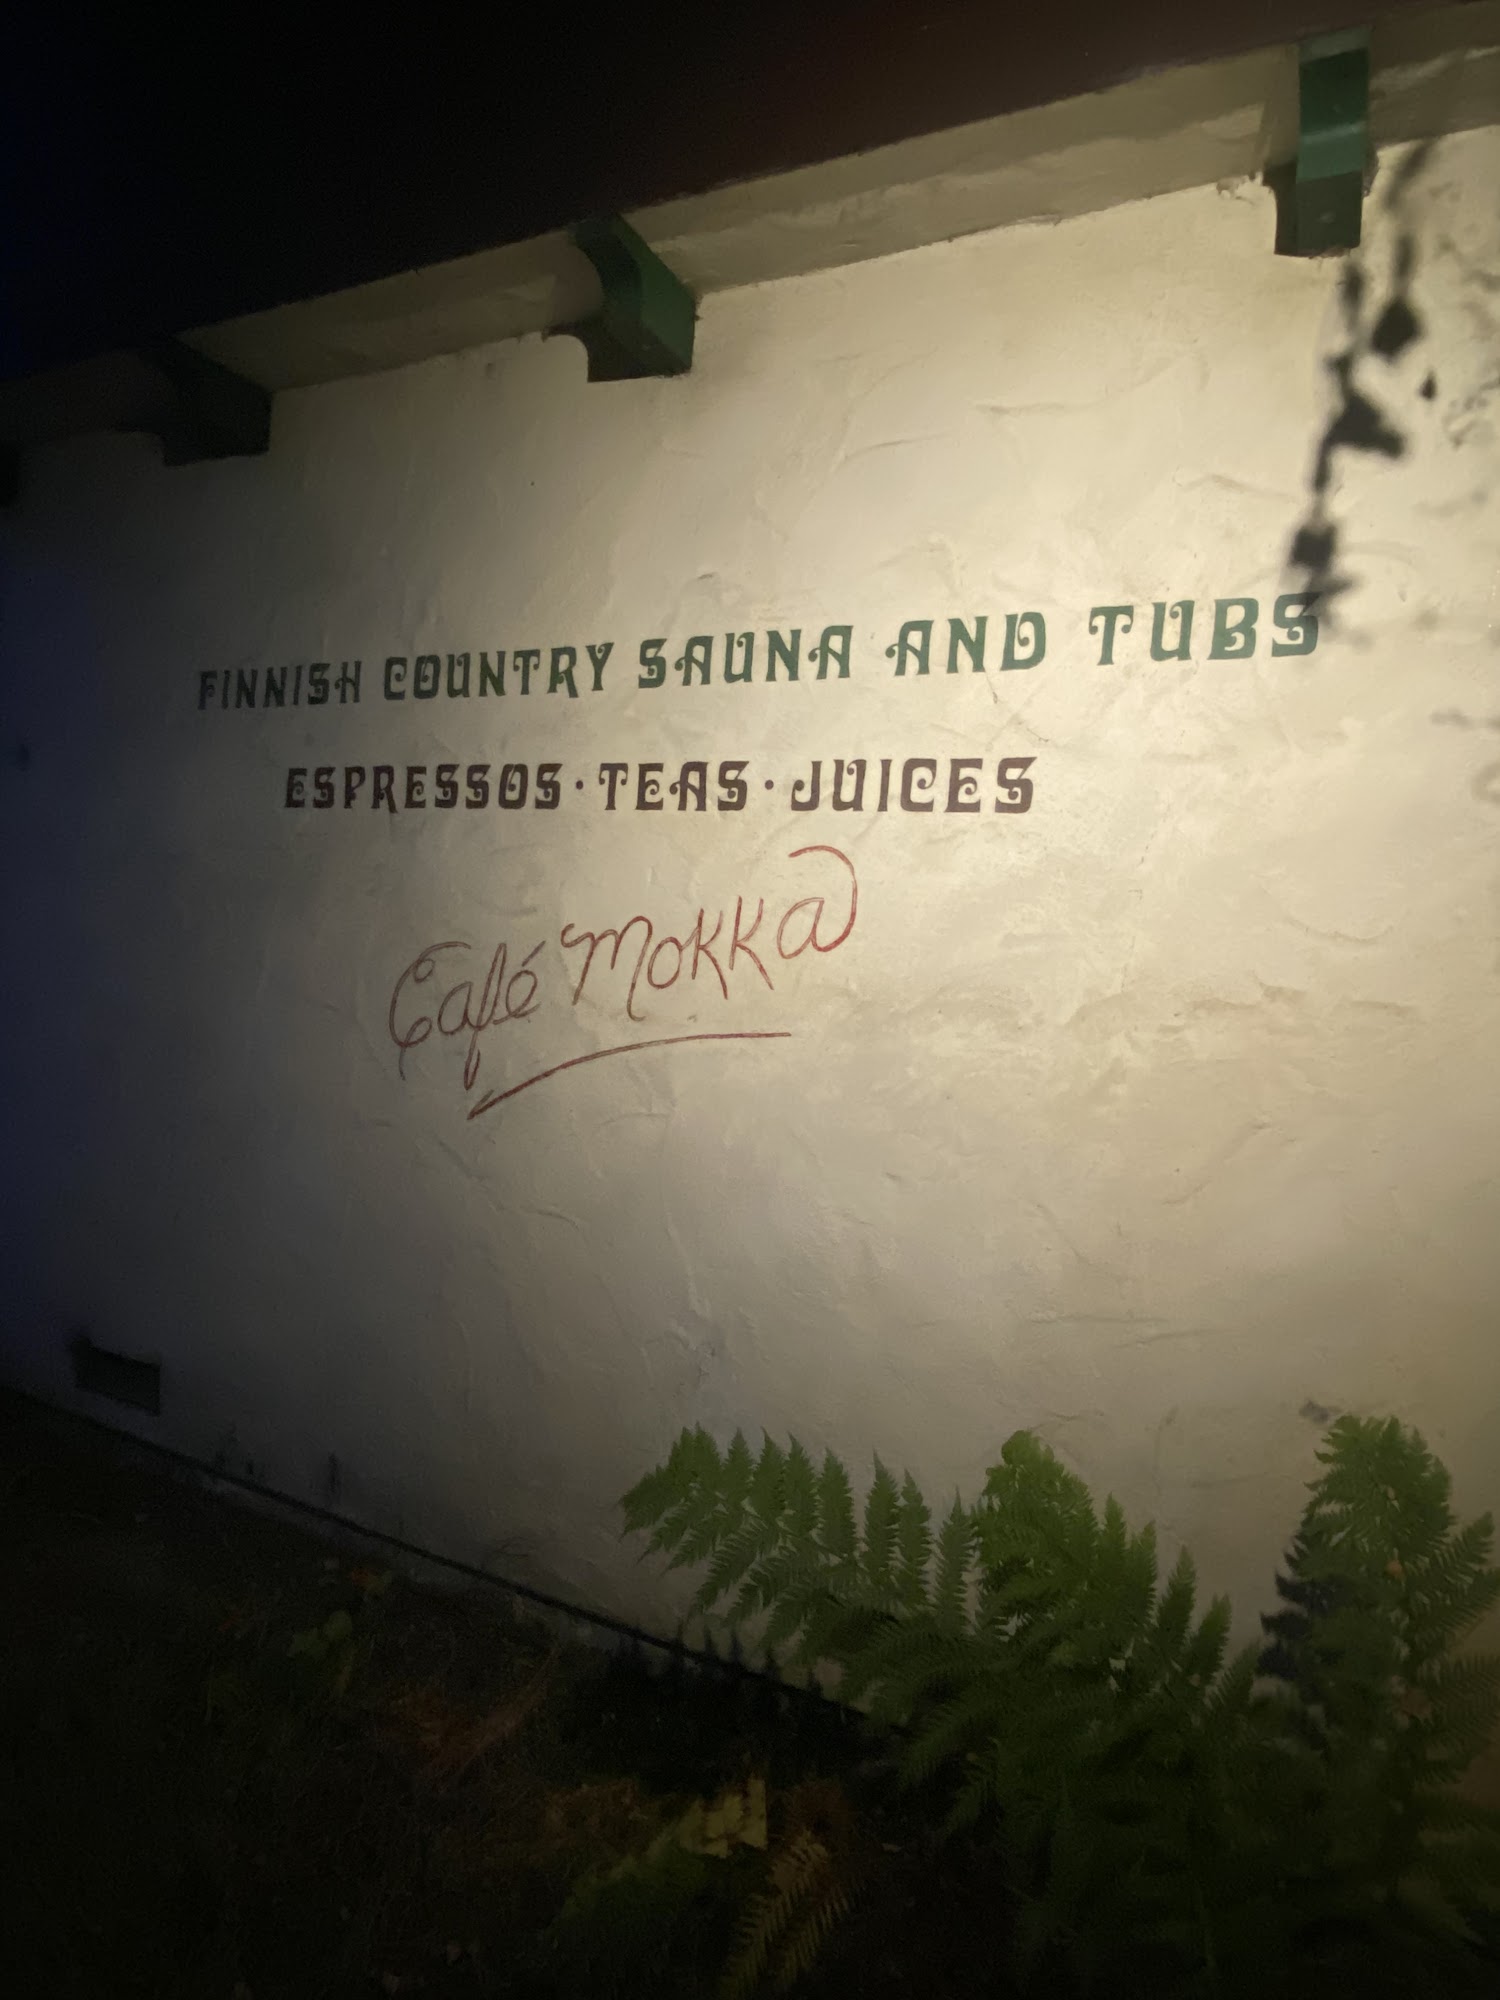 FINNISH COUNTRY SAUNA AND TUBS
ESPRESSOS · TEAS · JUICES
Café Mokka